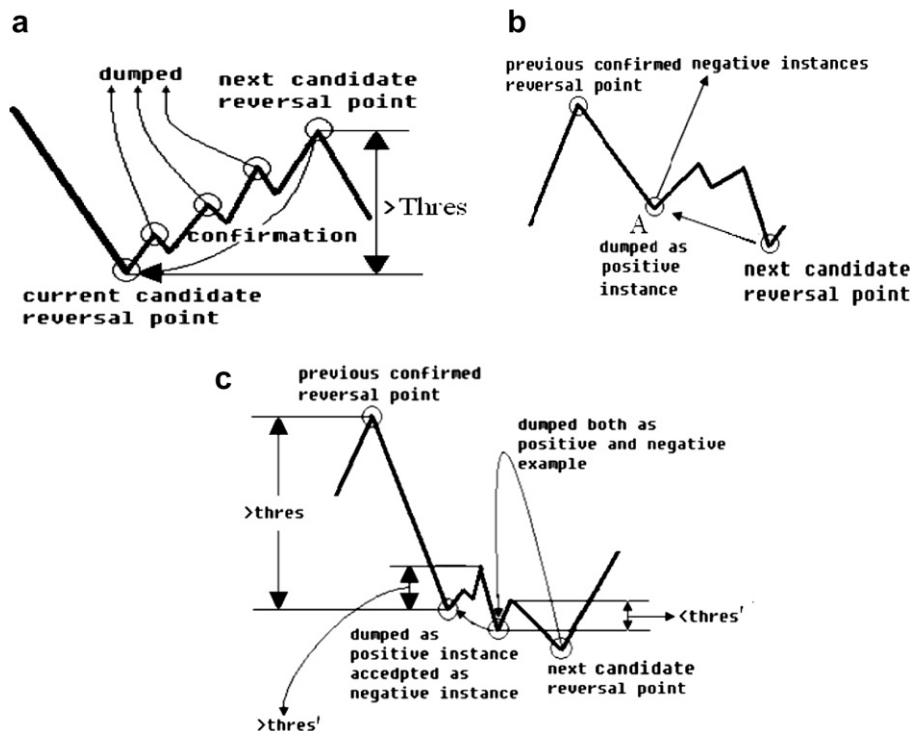 a
dumped
next candidate
reversal point
> Thres
confirmation
current candidate
reversal point
b
previous confirmed
reversal point
negative instances
A
dumped as
positive
instance
next candidate
reversal point
c
previous confirmed
reversal point
dumped both as
positive and negative
example
>thres
<thres'
dumped as
positive instance
accedpted as
negative instance
next candidate
reversal point
>thres'